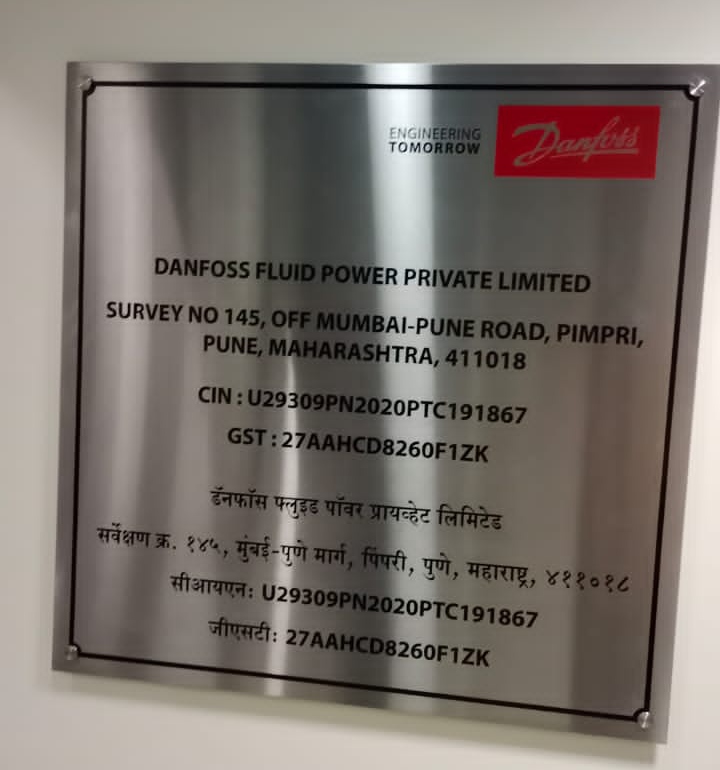 ENGINEERING
TOMORROW
Danfoss
DANFOSS FLUID POWER PRIVATE LIMITED
SURVEY NO 145, OFF MUMBAI-PUNE ROAD, PIMPRI,
PUNE, MAHARASHTRA, 411018
CIN : U29309PN2020PTC191867
GST : 27AAHCD8260F1ZK
डॅनफॉस फ्लुइड पॉवर प्रायव्हेट लिमिटेड
सर्वेक्षण क्र. १४५, मुंबई-पुणे मार्ग, पिंपरी, पुणे, महाराष्ट्र, ४११०१८
सीआयएन: U29309PN2020PTC191867
जीएसटी: 27AAHCD8260F1ZK